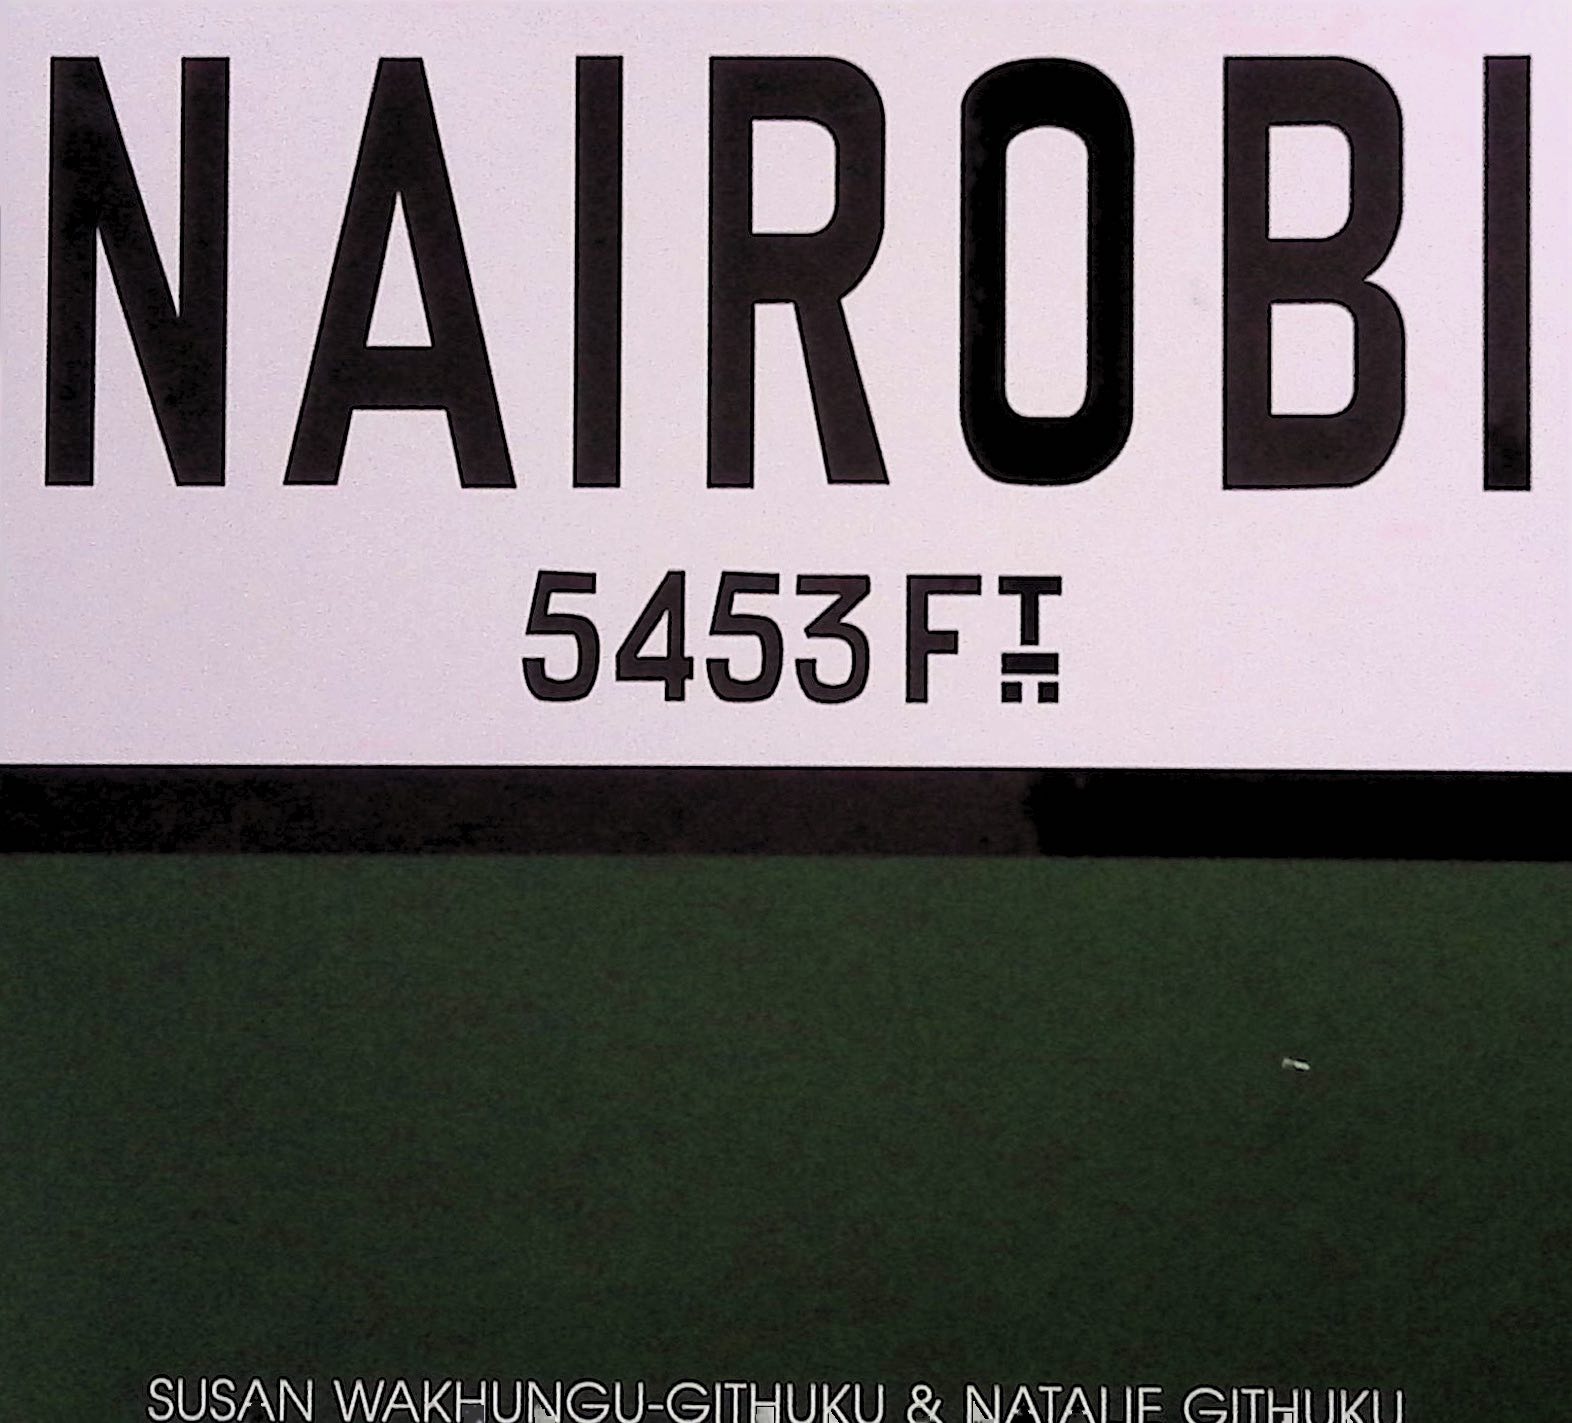 NAIROBI
5453 FT
SUSAN WAKHUNGU-GITHUKU & NATALIE GITHUKU